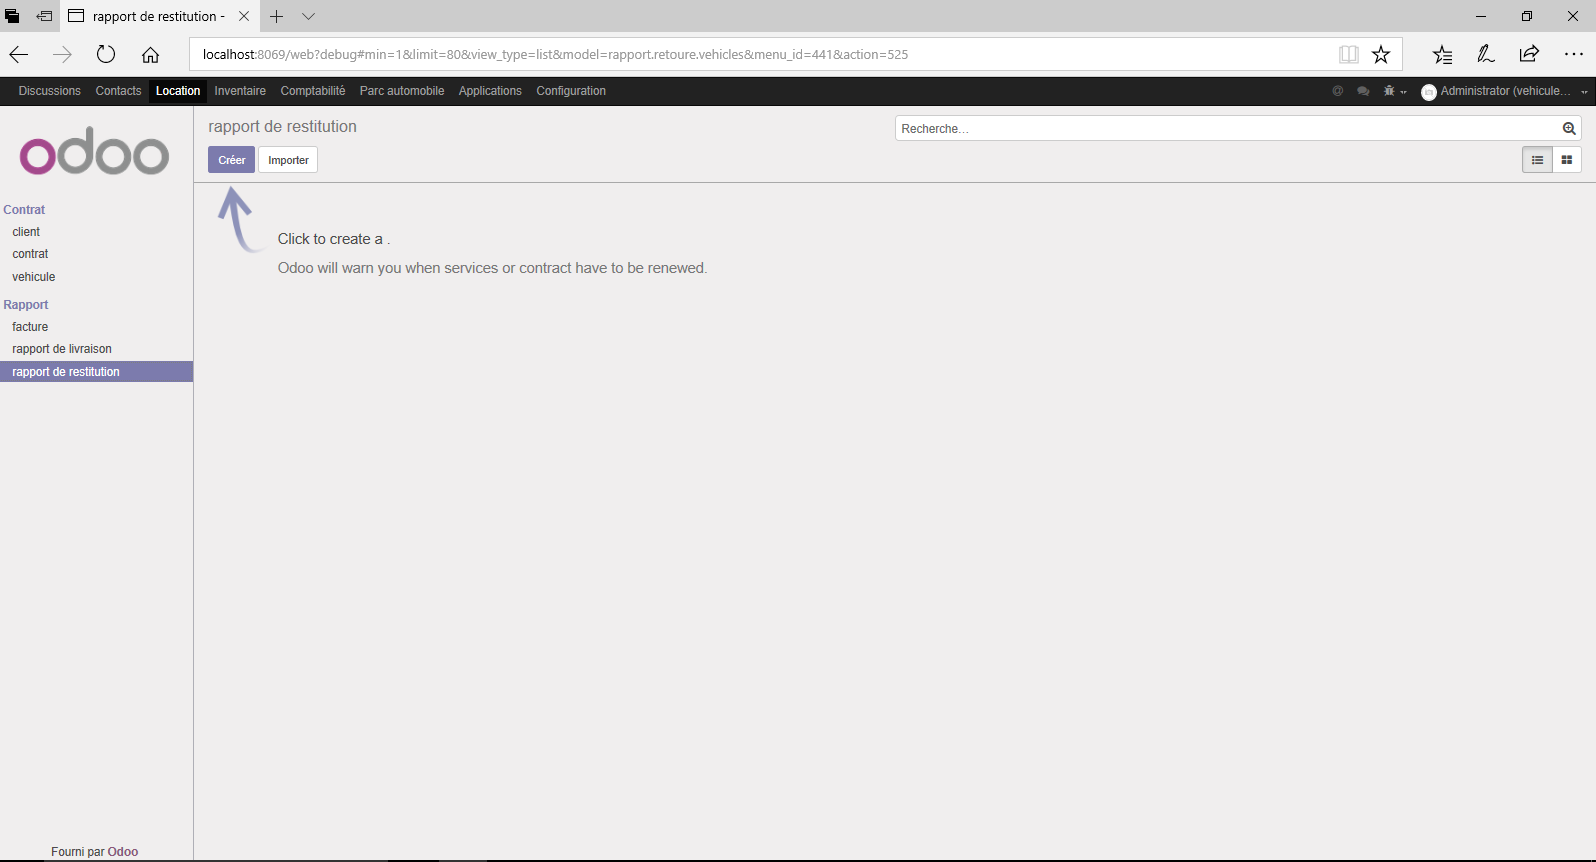 rapport de restitution -
localhost:8069/web?debug#min=1&limit=80&view_type=list&model=rapport.retoure.vehicles&menu_id=441&action=525
Discussions Contacts Location Inventaire Comptabilité Parc automobile Applications Configuration @ Administrator (vehicule...
odoo
rapport de restitution
Recherche...
Créer Importer
Contrat
client
contrat
vehicule
Rapport
facture
rapport de livraison
rapport de restitution
Click to create a .
Odoo will warn you when services or contract have to be renewed.
Fourni par Odoo